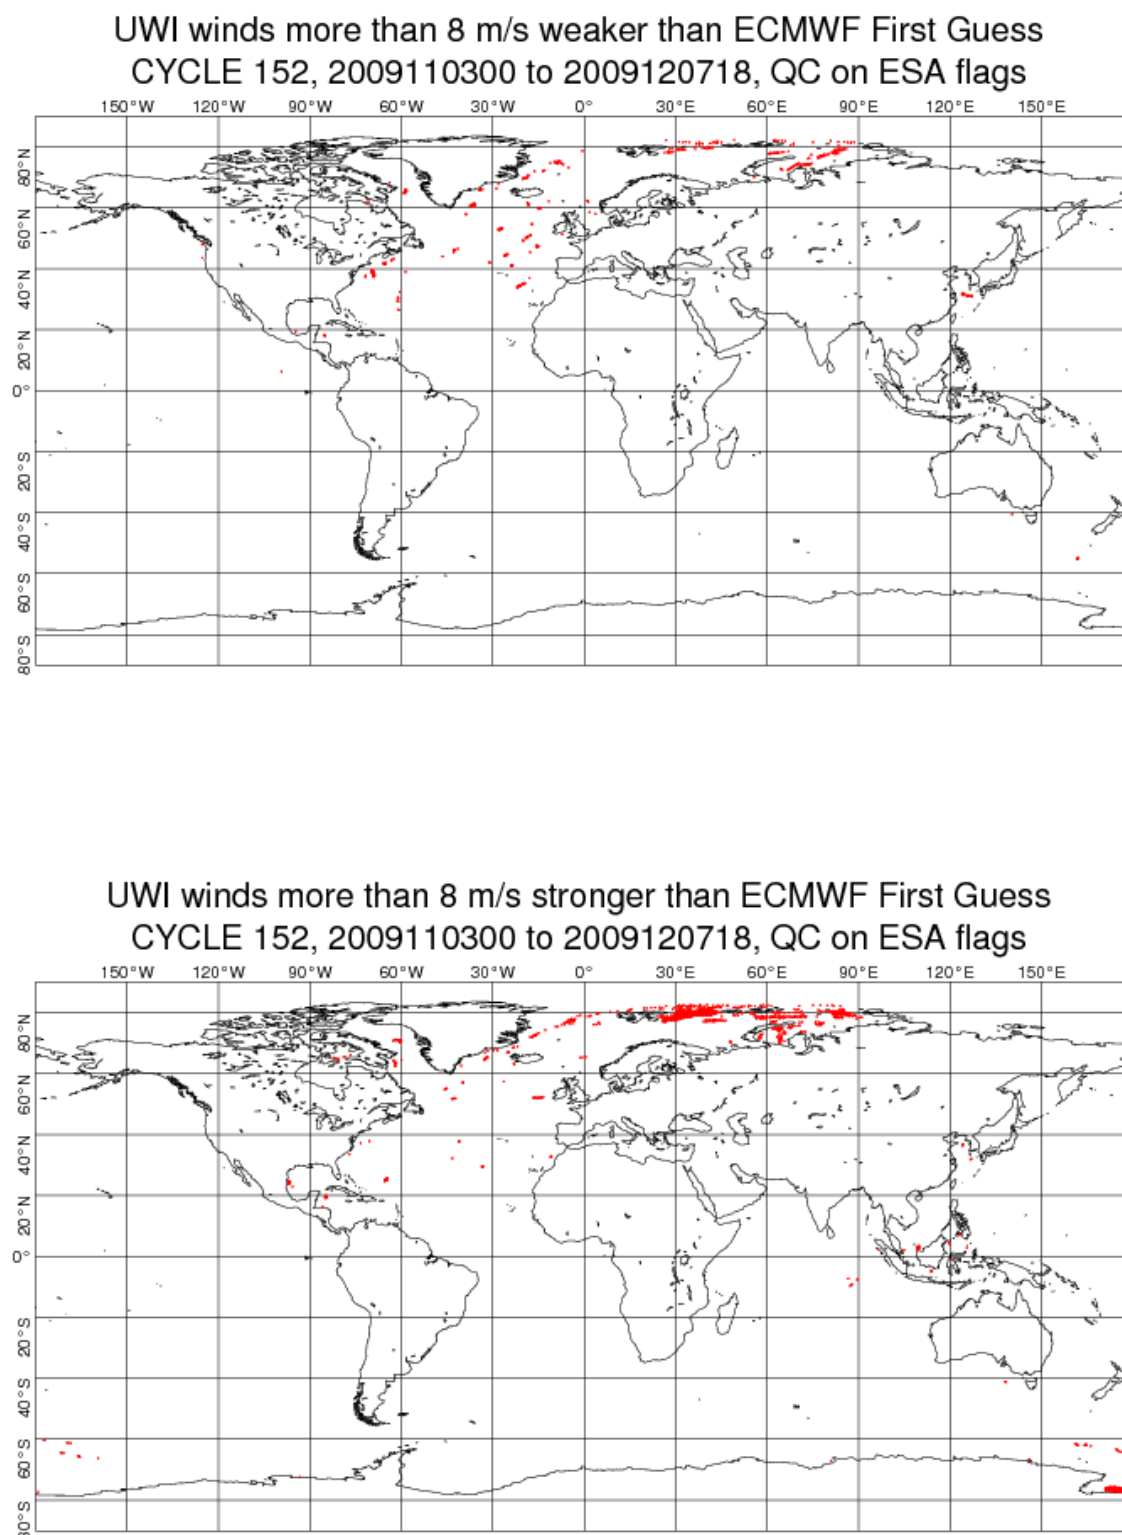 UWI winds more than 8 m/s weaker than ECMWF First Guess
CYCLE 152, 2009110300 to 2009120718, QC on ESA flags
150°W 120°W 90°W 60°W 30°W 0° 30°E 60°E 90°E 120°E 150°E
80°N
60°N
40°N
20°N
0°
20°S
40°S
60°S
80°S
UWI winds more than 8 m/s stronger than ECMWF First Guess
CYCLE 152, 2009110300 to 2009120718, QC on ESA flags
150°W 120°W 90°W 60°W 30°W 0° 30°E 60°E 90°E 120°E 150°E
80°N
60°N
40°N
20°N
0°
20°S
40°S
60°S
80°S